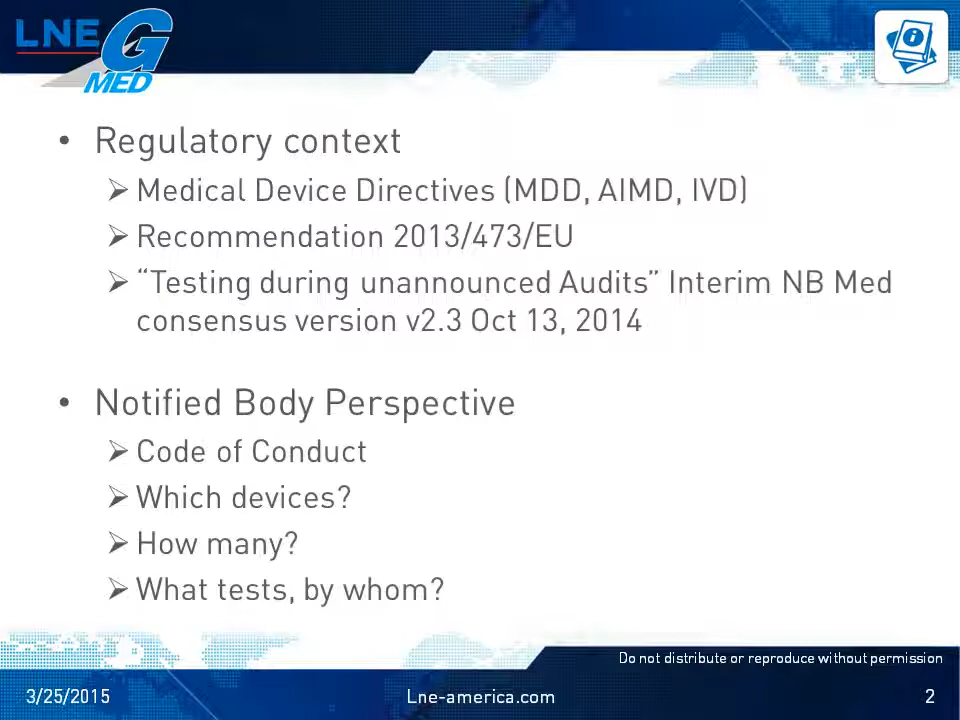 LNE G
MED
• Regulatory context
➢ Medical Device Directives (MDD, AIMD, IVD)
➢ Recommendation 2013/473/EU
➢ “Testing during unannounced Audits” Interim NB Med
consensus version v2.3 Oct 13, 2014
• Notified Body Perspective
➢ Code of Conduct
➢ Which devices?
➢ How many?
➢ What tests, by whom?
Do not distribute or reproduce without permission
3/25/2015 Lne-america.com 2